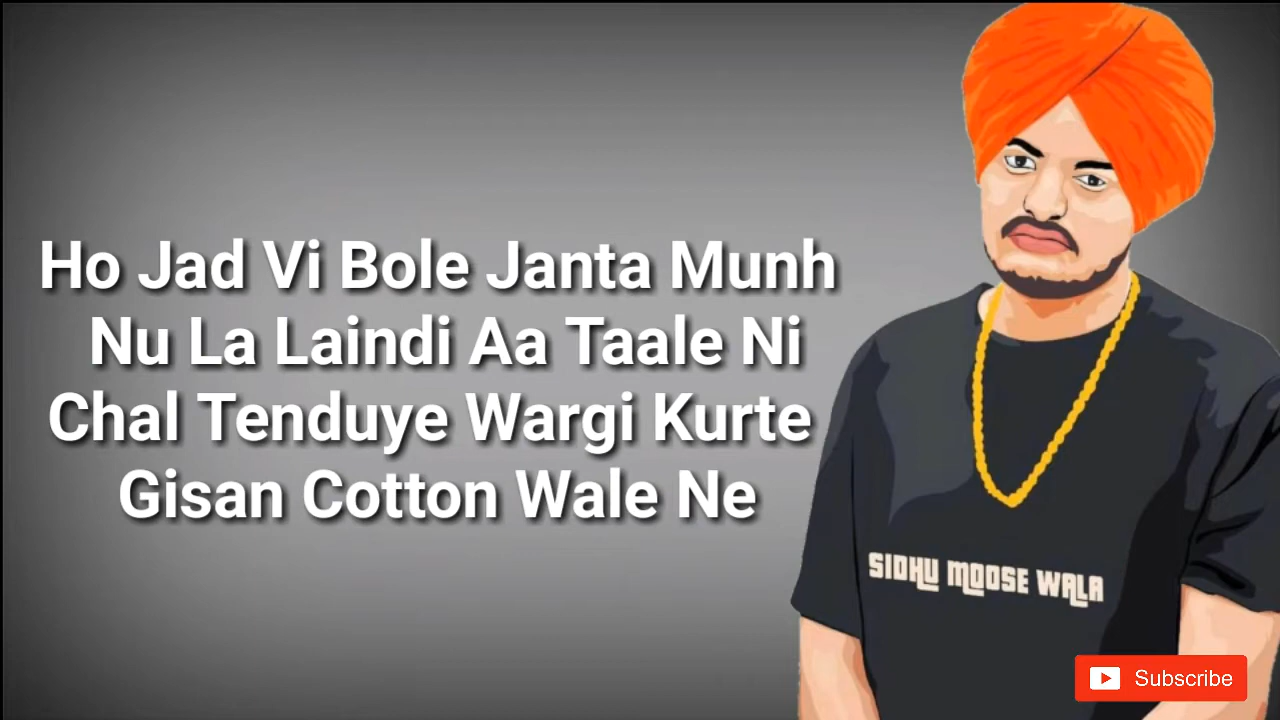 Ho Jad Vi Bole Janta Munh
Nu La Laindi Aa Taale Ni
Chal Tenduye Wargi Kurte
Gisan Cotton Wale Ne
SIDHU MOOSE WALA
Subscribe